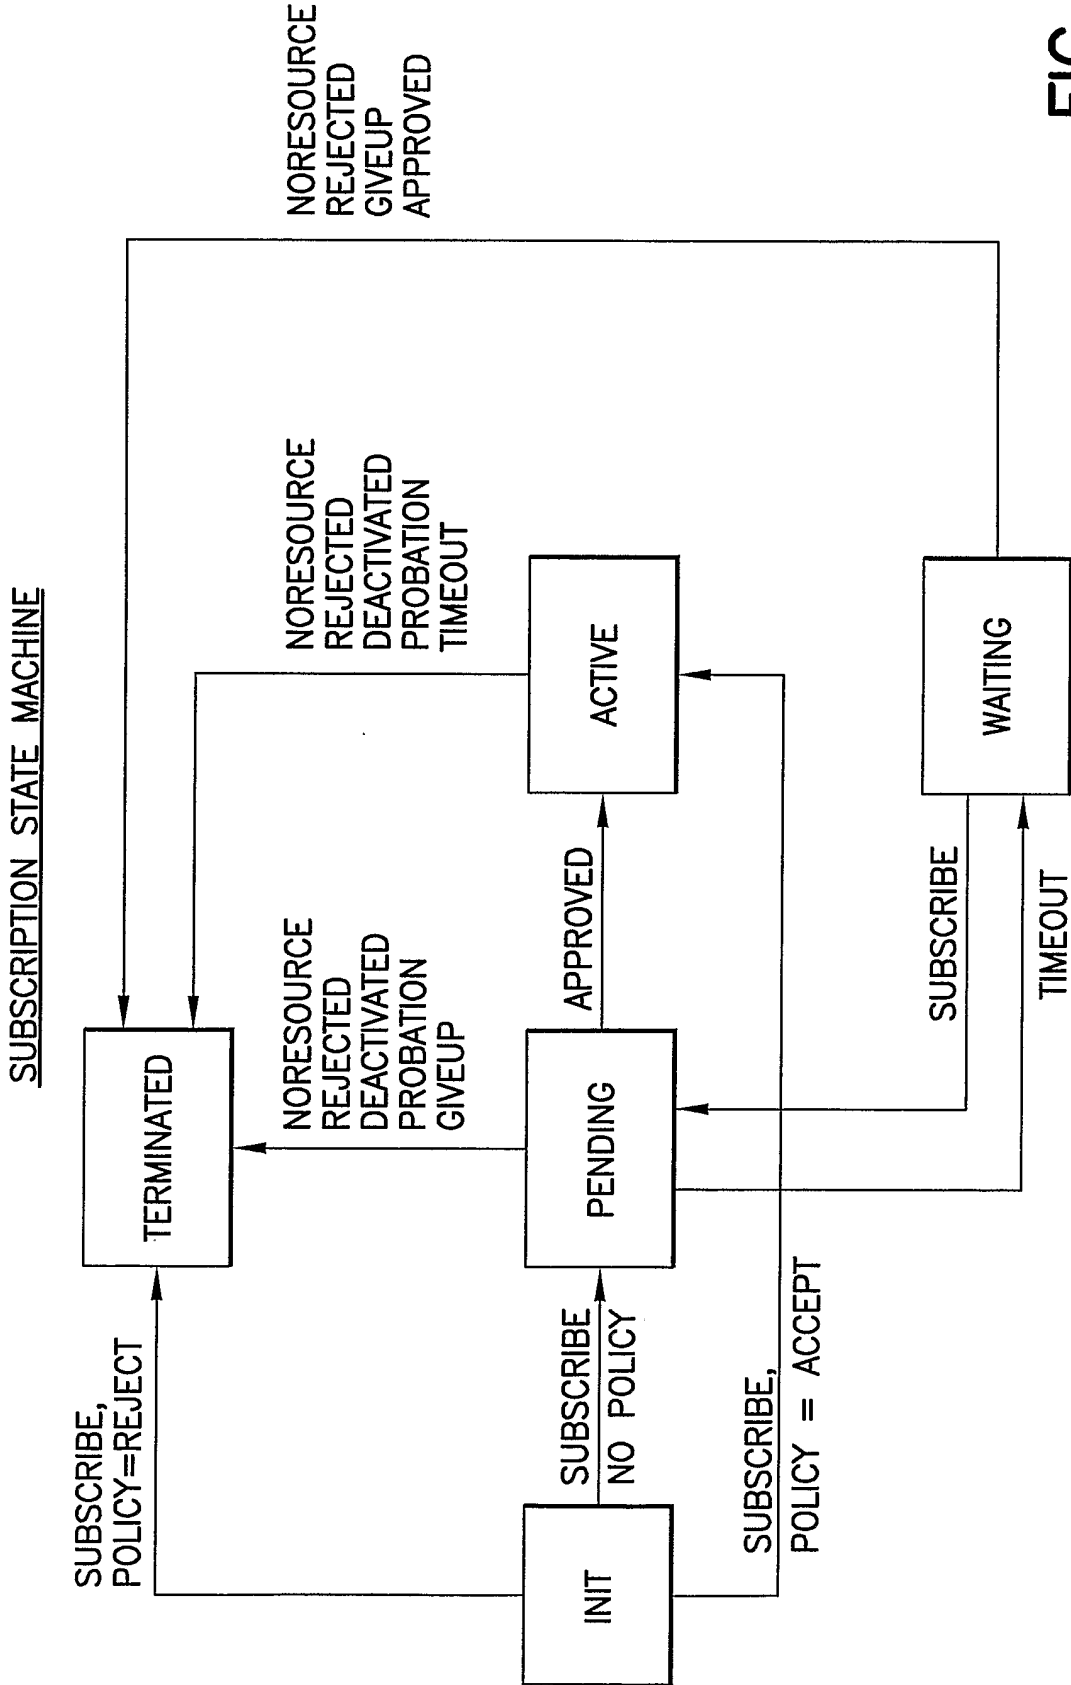 SUBSCRIPTION STATE MACHINE
SUBSCRIBE,
POLICY=REJECT
TERMINATED
NORESOURCE
REJECTED
GIVEUP
APPROVED
NORESOURCE
REJECTED
DEACTIVATED
PROBATION
GIVEUP
NORESOURCE
REJECTED
DEACTIVATED
PROBATION
TIMEOUT
INIT
SUBSCRIBE
NO POLICY
PENDING
APPROVED
ACTIVE
SUBSCRIBE,
POLICY = ACCEPT
SUBSCRIBE
TIMEOUT
WAITING